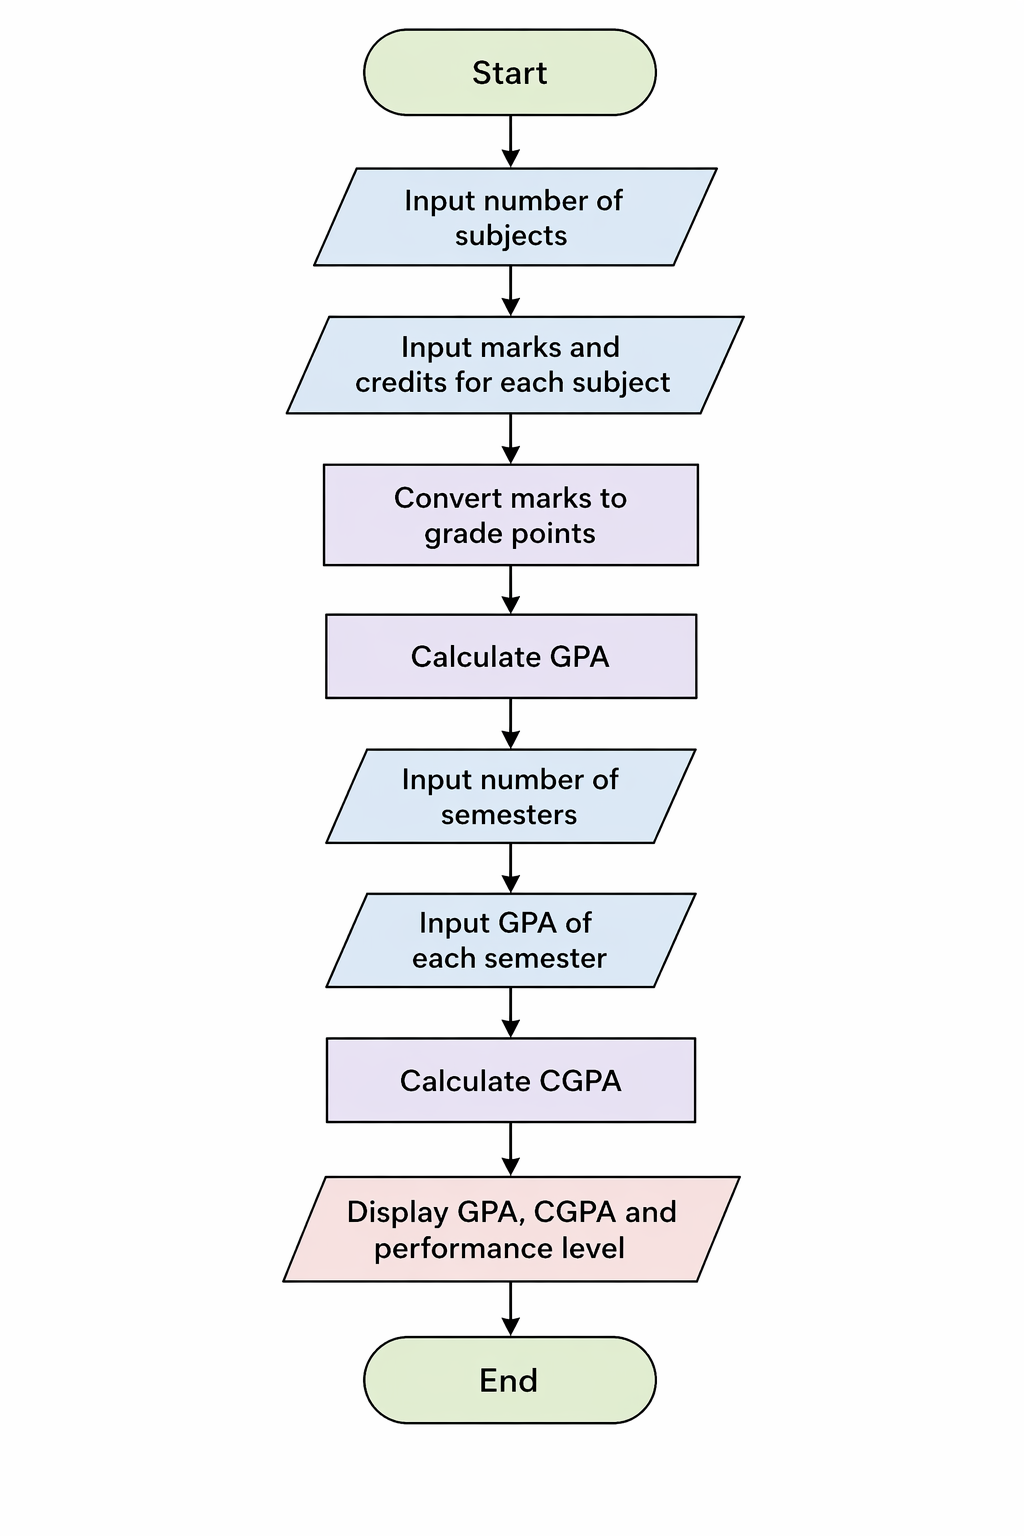 Start
Input number of
subjects
Input marks and
credits for each subject
Convert marks to
grade points
Calculate GPA
Input number of
semesters
Input GPA of
each semester
Calculate CGPA
Display GPA, CGPA and
performance level
End